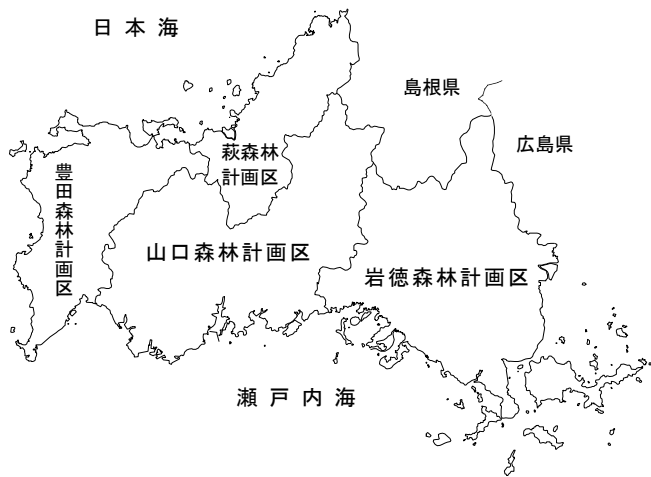 日本海
島根県
広島県
萩森林
計画区
豊田森林計画区
山口森林計画区
岩徳森林計画区
瀬戸内海